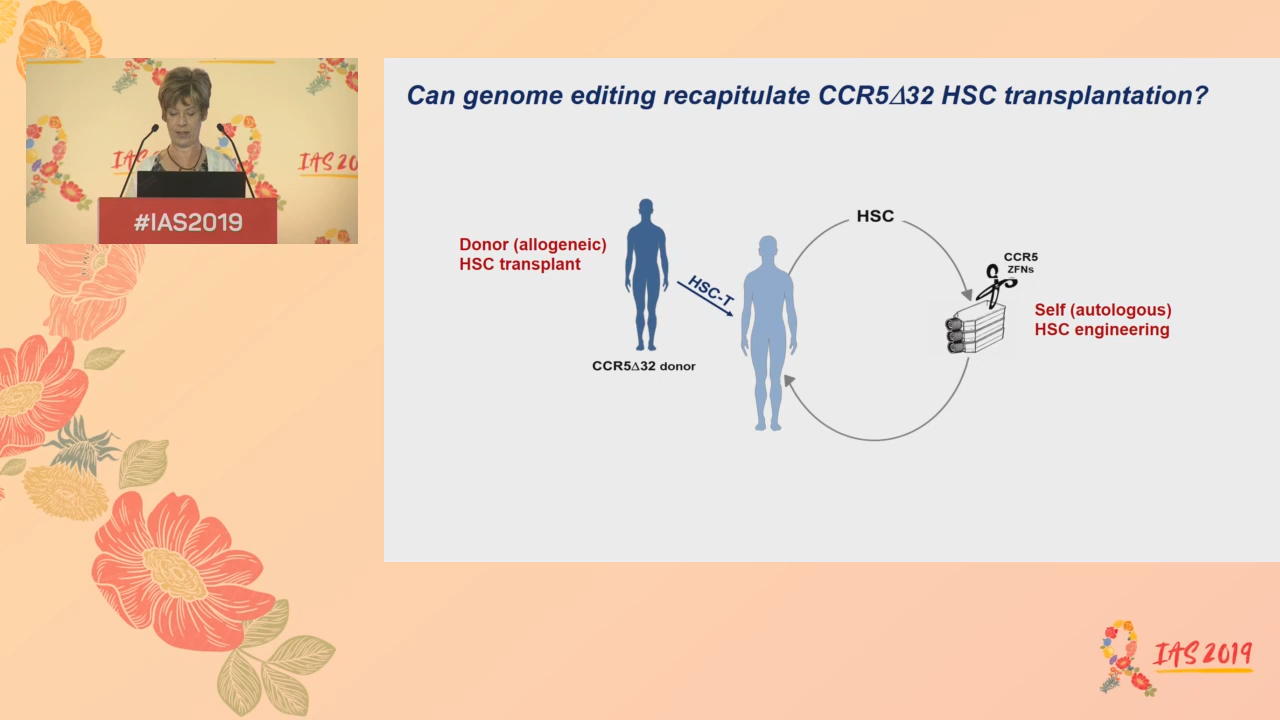 IAS
IAS 20
#IAS2019
Can genome editing recapitulate CCR5Δ32 HSC transplantation?
Donor (allogeneic)
HSC transplant
HSC-T
CCR5Δ32 donor
HSC
CCR5
ZFNs
Self (autologous)
HSC engineering
IAS 2019